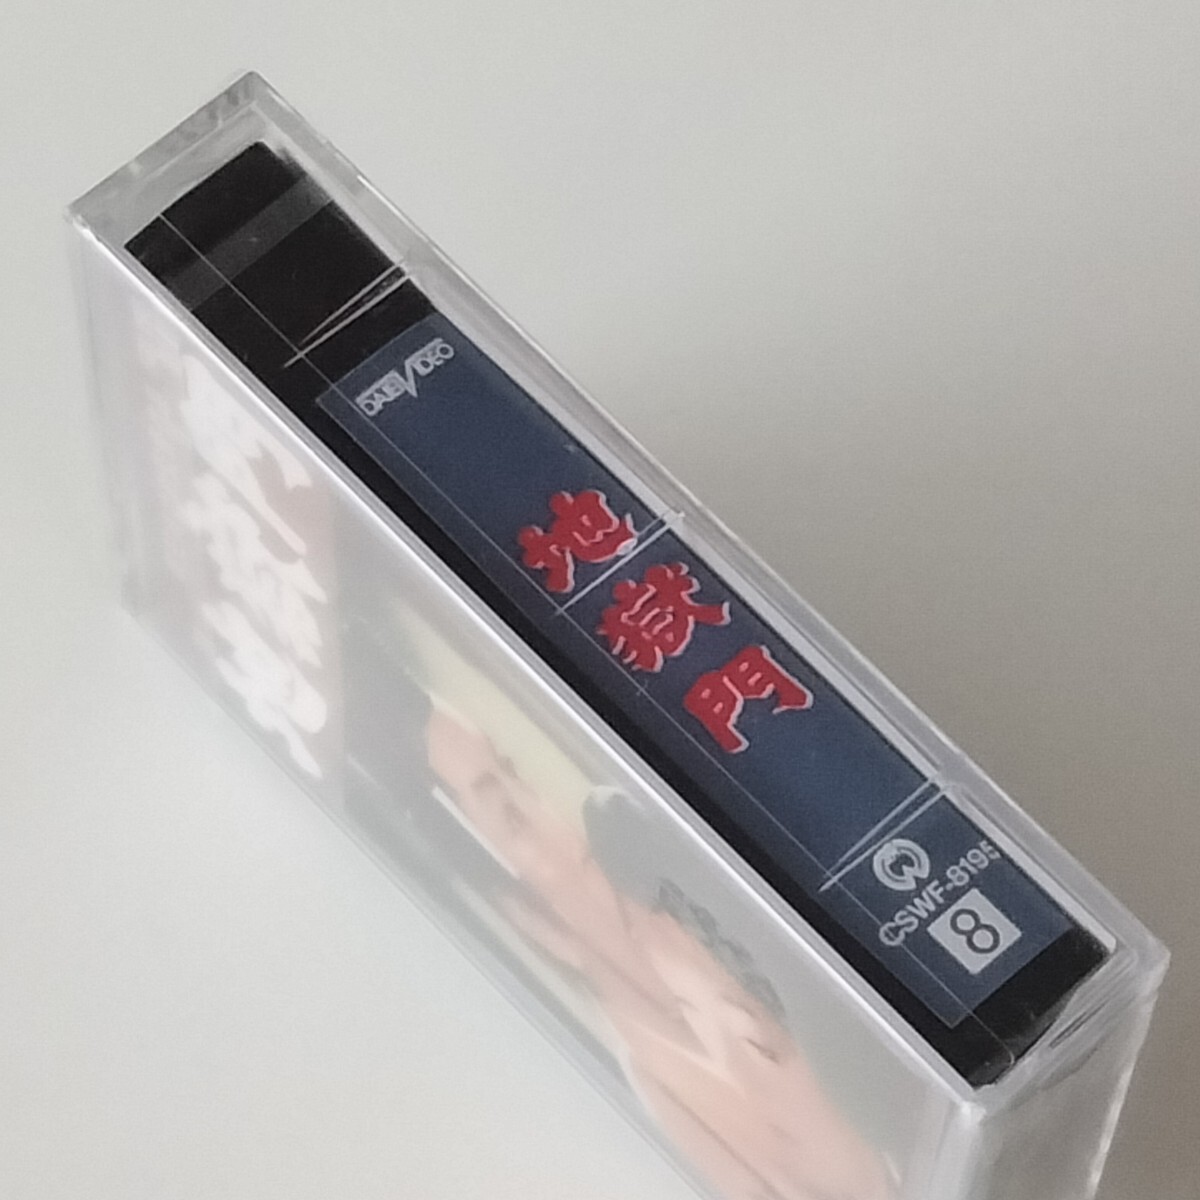 DAIEI VIDEO
地獄門
CSWF-8195
8